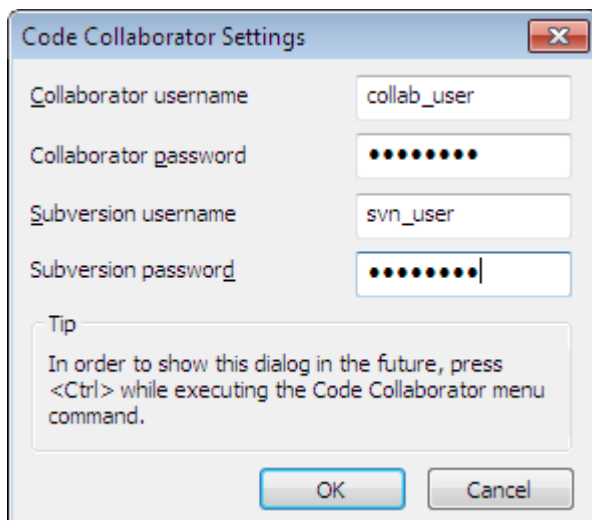 Code Collaborator Settings
Collaborator username collab_user
Collaborator password ●●●●●●●●
Subversion username svn_user
Subversion password ●●●●●●●●
Tip
In order to show this dialog in the future, press
<Ctrl> while executing the Code Collaborator menu
command.
OK Cancel